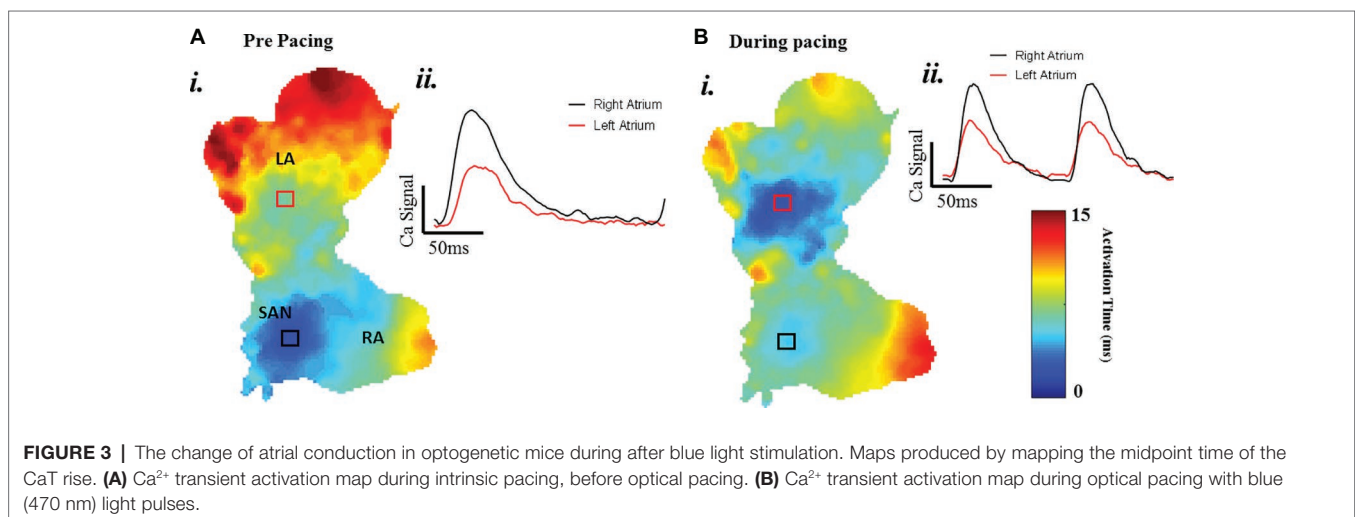 A Pre Pacing
i.
ii.
Right Atrium
Left Atrium
LA
SAN
RA
Ca Signal
50ms
B During pacing
i.
ii.
Right Atrium
Left Atrium
Ca Signal
50ms
15
Activation Time (ms)
0
FIGURE 3 | The change of atrial conduction in optogenetic mice during after blue light stimulation. Maps produced by mapping the midpoint time of the
CaT rise. (A) Ca²⁺ transient activation map during intrinsic pacing, before optical pacing. (B) Ca²⁺ transient activation map during optical pacing with blue
(470 nm) light pulses.